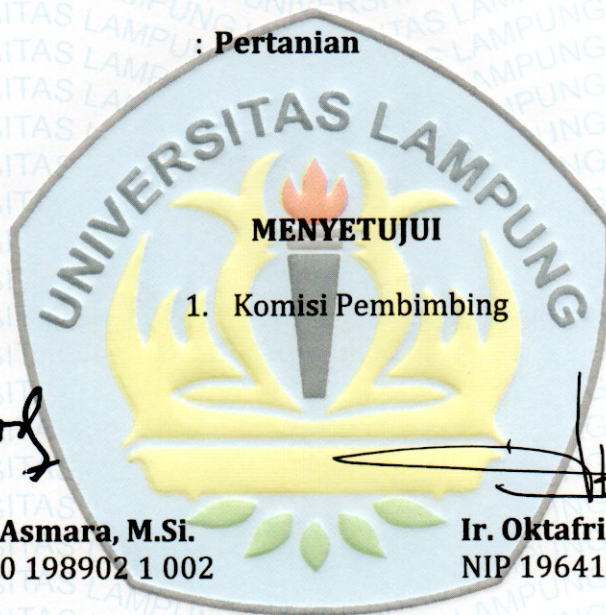 : Pertanian
UNIVERSITAS LAMPUNG
MENYETUJUI
1. Komisi Pembimbing
Asmara, M.Si.
0 198902 1 002
Ir. Oktafri
NIP 19641